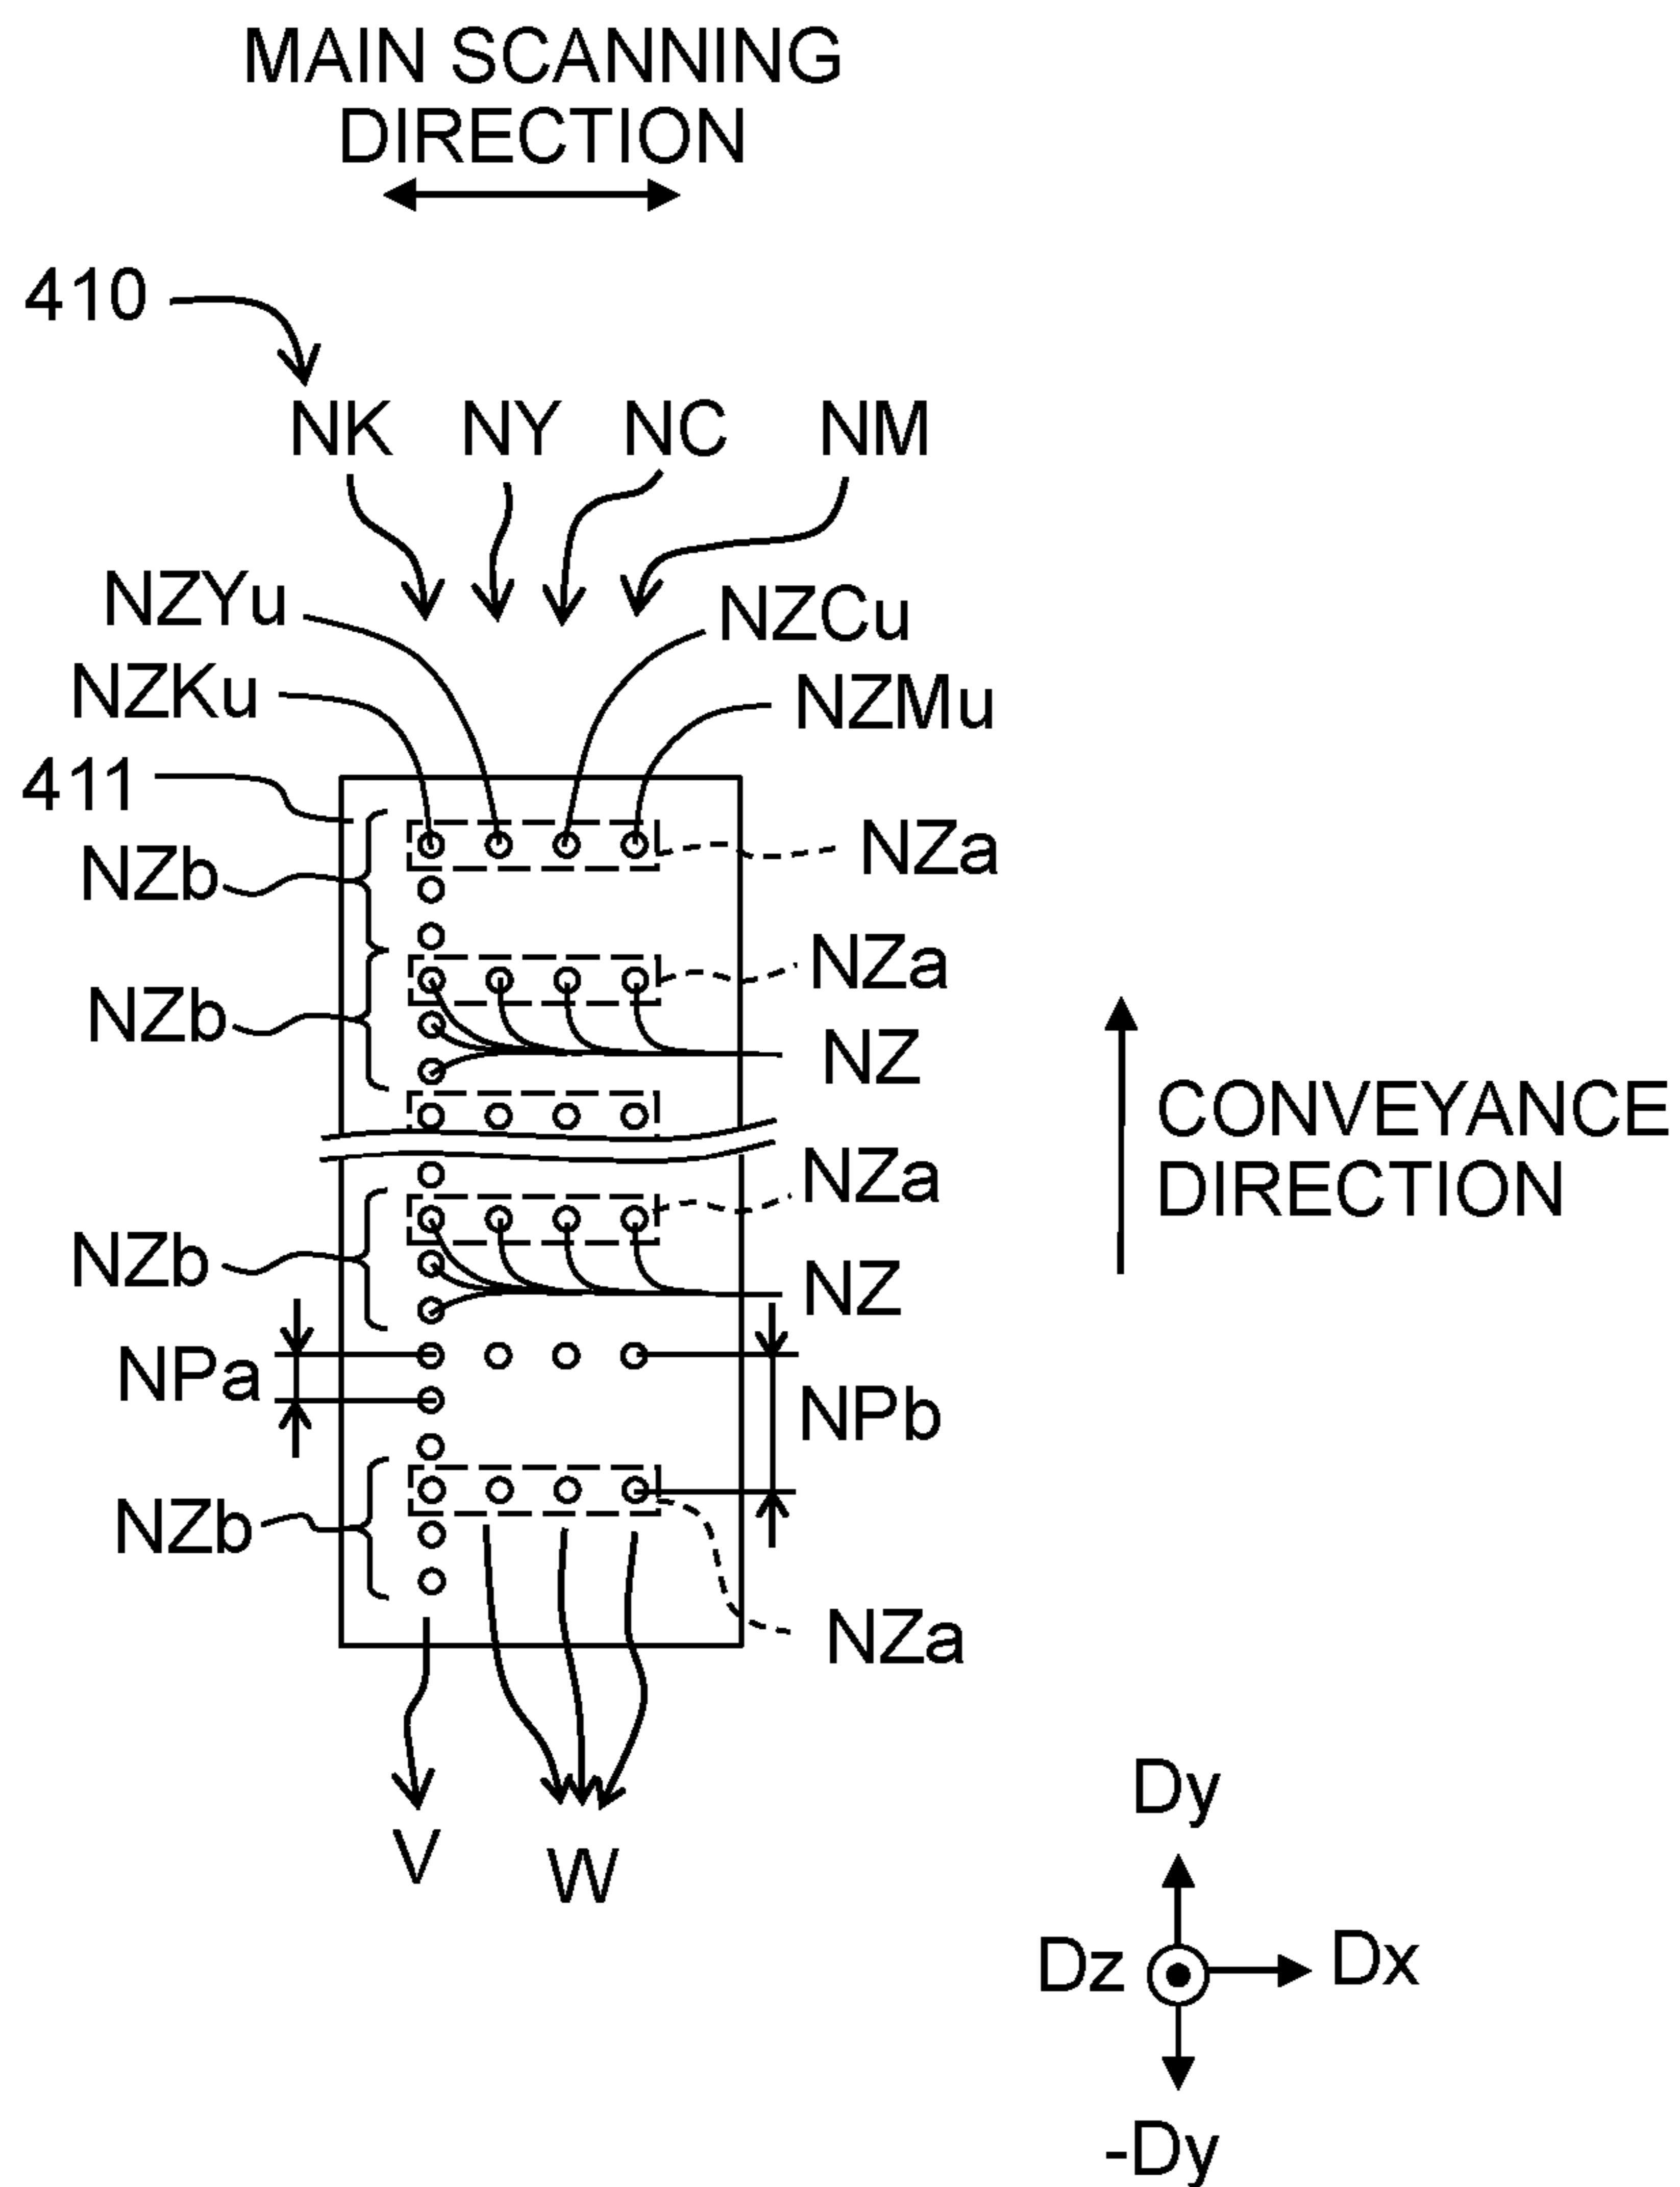 MAIN SCANNING
DIRECTION
410
NK NY NC NM
NZYu
NZCu
NZKu
NZMu
411
NZa
NZb
NZa
NZb
NZ
CONVEYANCE
DIRECTION
NZa
NZb
NZ
NPa
NPb
NZb
NZa
V
W
Dy
Dz
Dx
-Dy